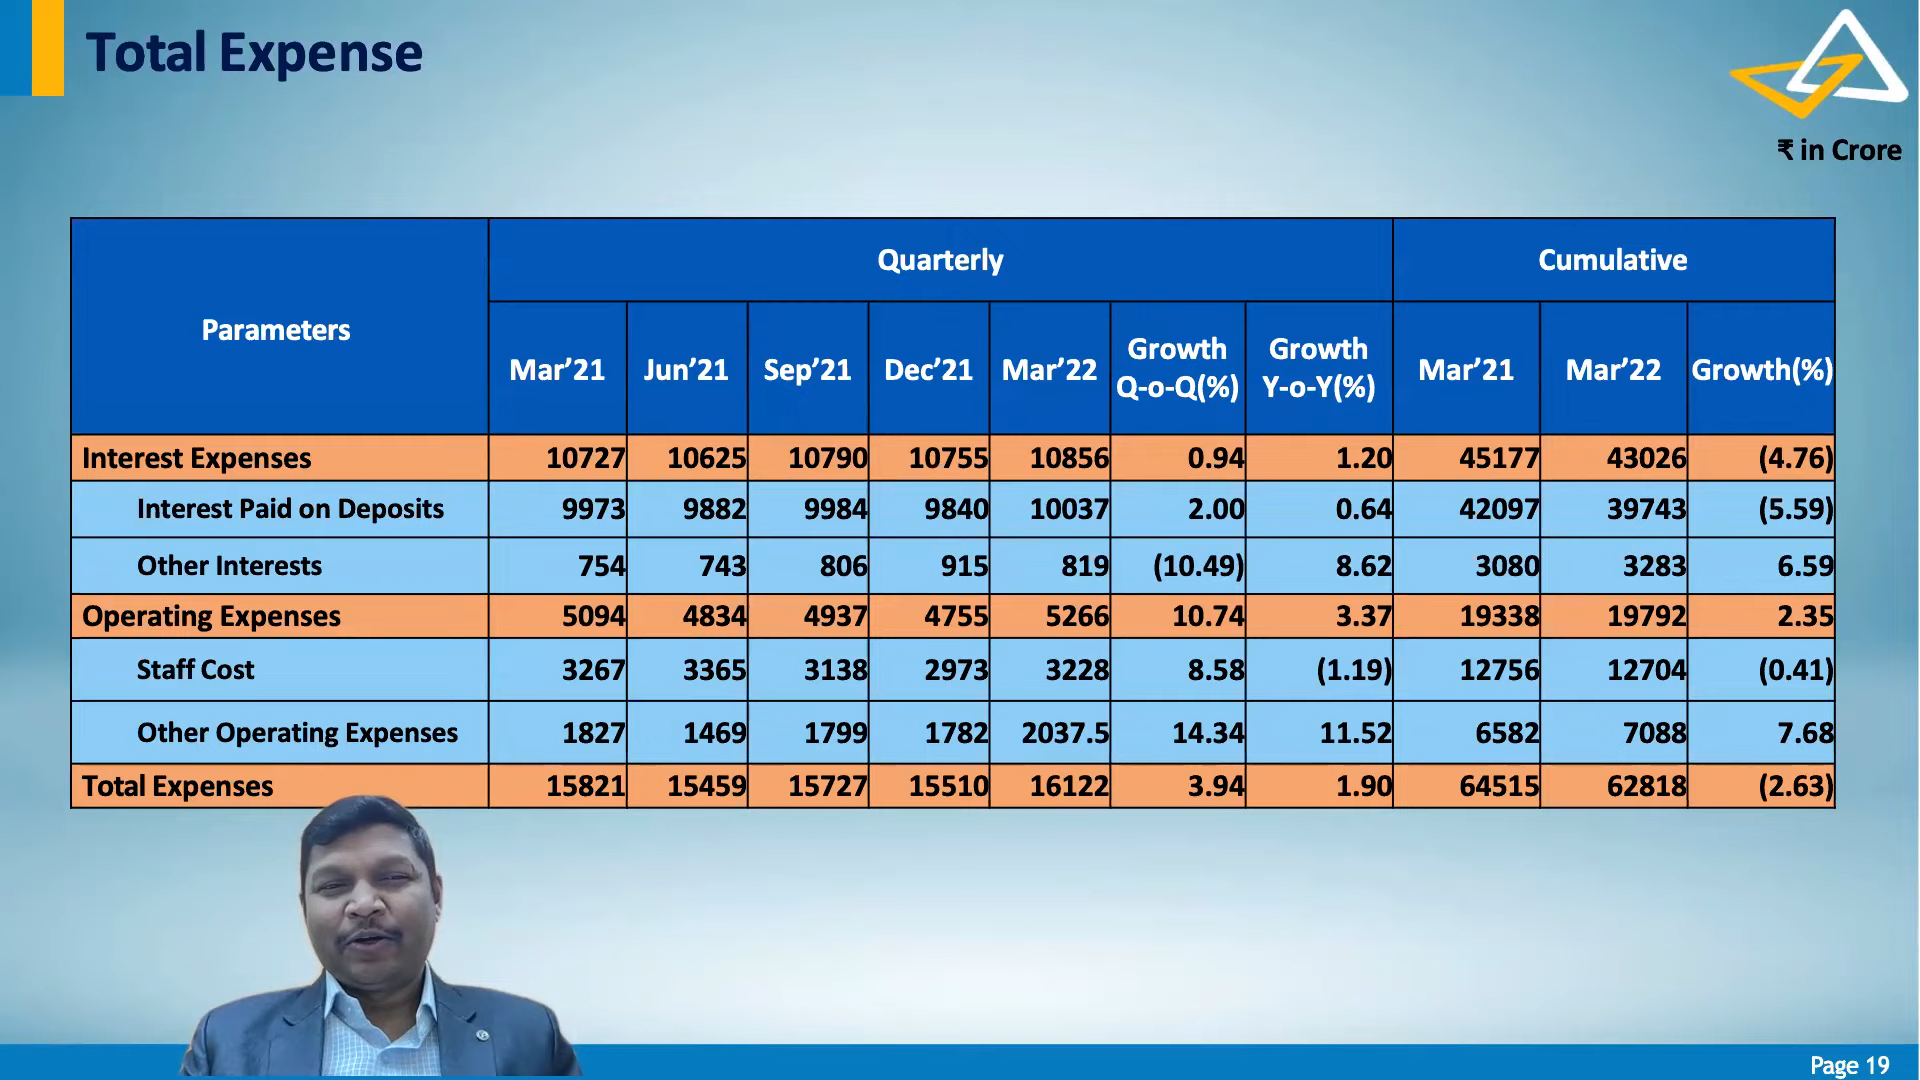 Total Expense
₹ in Crore
Parameters Quarterly Cumulative
Mar’21 Jun’21 Sep’21 Dec’21 Mar’22 Growth Q-o-Q(%) Growth Y-o-Y(%) Mar’21 Mar’22 Growth(%)
Interest Expenses 10727 10625 10790 10755 10856 0.94 1.20 45177 43026 (4.76)
Interest Paid on Deposits 9973 9882 9984 9840 10037 2.00 0.64 42097 39743 (5.59)
Other Interests 754 743 806 915 819 (10.49) 8.62 3080 3283 6.59
Operating Expenses 5094 4834 4937 4755 5266 10.74 3.37 19338 19792 2.35
Staff Cost 3267 3365 3138 2973 3228 8.58 (1.19) 12756 12704 (0.41)
Other Operating Expenses 1827 1469 1799 1782 2037.5 14.34 11.52 6582 7088 7.68
Total Expenses 15821 15459 15727 15510 16122 3.94 1.90 64515 62818 (2.63)
Page 19